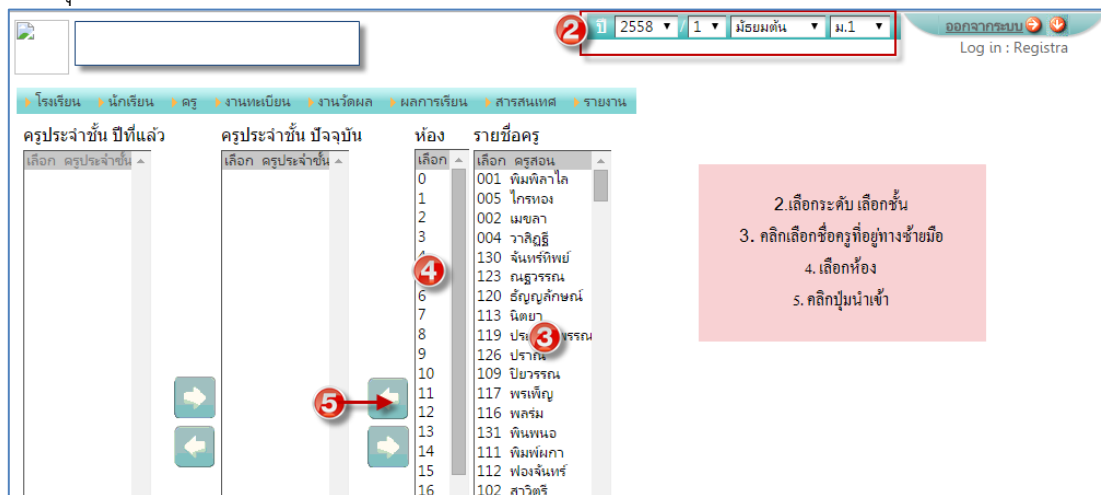 2 ปี 2558 / 1 มัธยมต้น ม.1
ออกจากระบบ
Log in : Registra
โรงเรียน นักเรียน ครู งานทะเบียน งานวัดผล ผลการเรียน สารสนเทศ รายงาน
ครูประจำชั้น ปีที่แล้ว ครูประจำชั้น ปัจจุบัน ห้อง รายชื่อครู
เลือก ครูประจำชั้น เลือก ครูประจำชั้น เลือก เลือก ครูสอน
0 001 พิมพิลาไล
1 005 ไกรทอง
2 002 เมขลา
3 004 วาสิฏฐี
130 จันทร์ทิพย์
4 123 ณฐวรรณ
6 120 ธัญญลักษณ์
7 113 นิตยา
8 119 3
9 126 ปราณี
10 109 ปิยวรรณ
5 11 117 พรเพ็ญ
12 116 พลร่ม
13 131 พินพนอ
14 111 พิมพ์ผกา
15 112 ฟองจันทร์
16 102 สาวิตรี
2.เลือกระดับ เลือกชั้น
3. คลิกเลือกชื่อครูที่อยู่ทางซ้ายมือ
4. เลือกห้อง
5. คลิกปุ่มนำเข้า